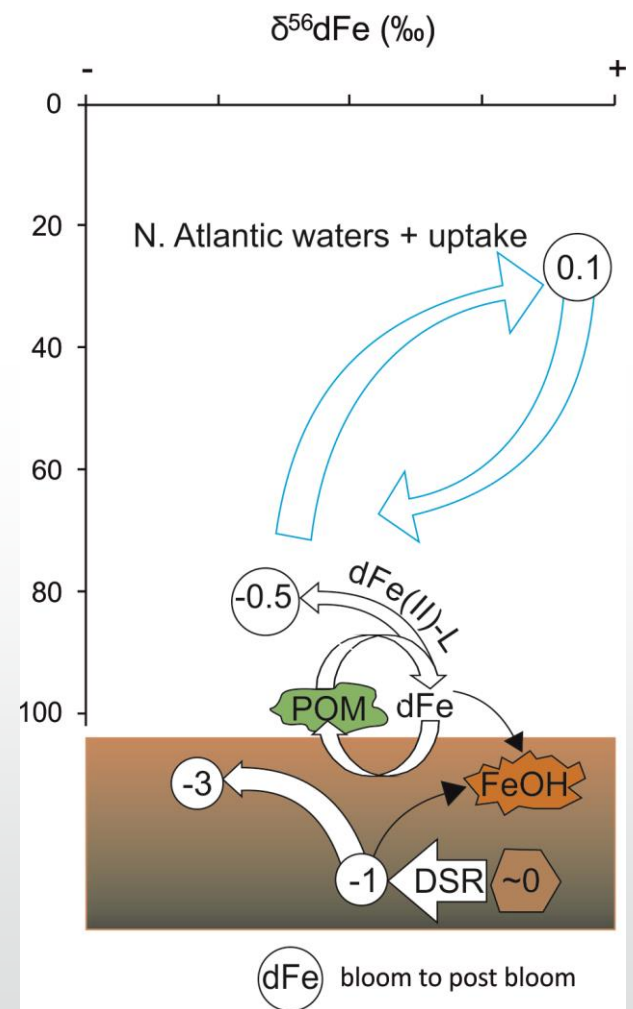 δ⁵⁶dFe (‰)
- +
0
20
N. Atlantic waters + uptake
0.1
40
60
80
-0.5
dFe(II)-L
100
POM
dFe
-3
FeOH
-1
DSR
~0
dFe bloom to post bloom